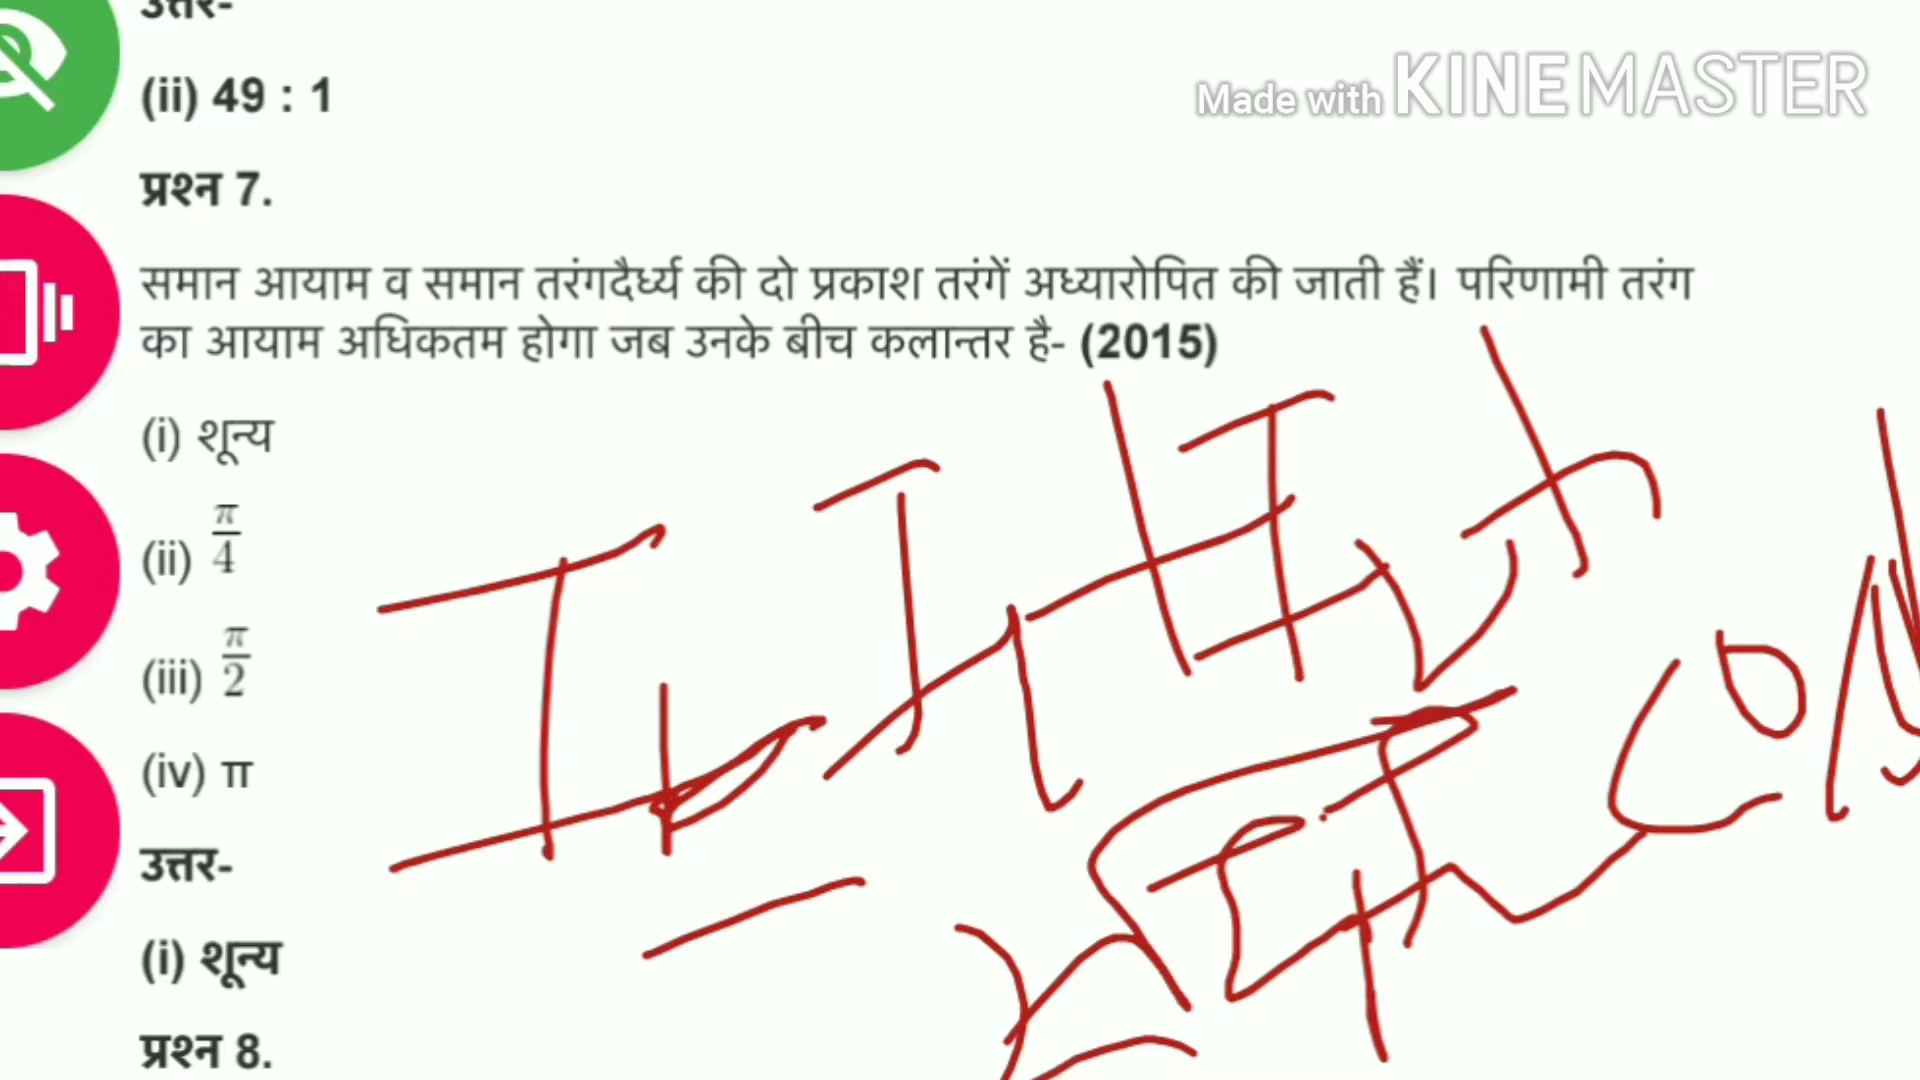 उत्तर-
(ii) 49 : 1
Made with KINEMASTER
प्रश्न 7.
समान आयाम व समान तरंगदैर्ध्य की दो प्रकाश तरंगें अध्यारोपित की जाती हैं। परिणामी तरंग
का आयाम अधिकतम होगा जब उनके बीच कलान्तर है- (2015)
(i) शून्य
(ii) π/4
(iii) π/2
(iv) π
उत्तर-
(i) शून्य
प्रश्न 8.